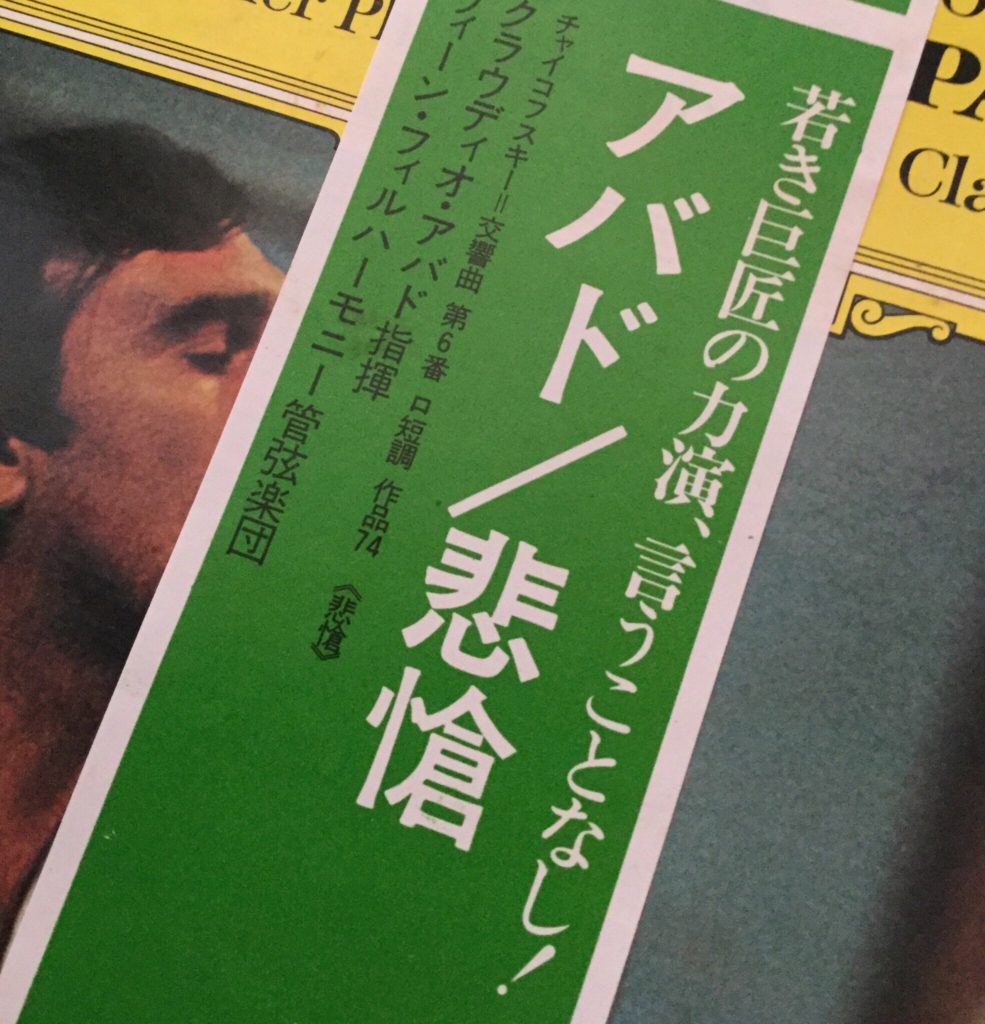 若き巨匠の力演、言うことなし!
アバド/悲愴
チャイコフスキー=交響曲 第6番 ロ短調 作品74 《悲愴》
クラウディオ・アバド指揮
ウィーン・フィルハーモニー管弦楽団